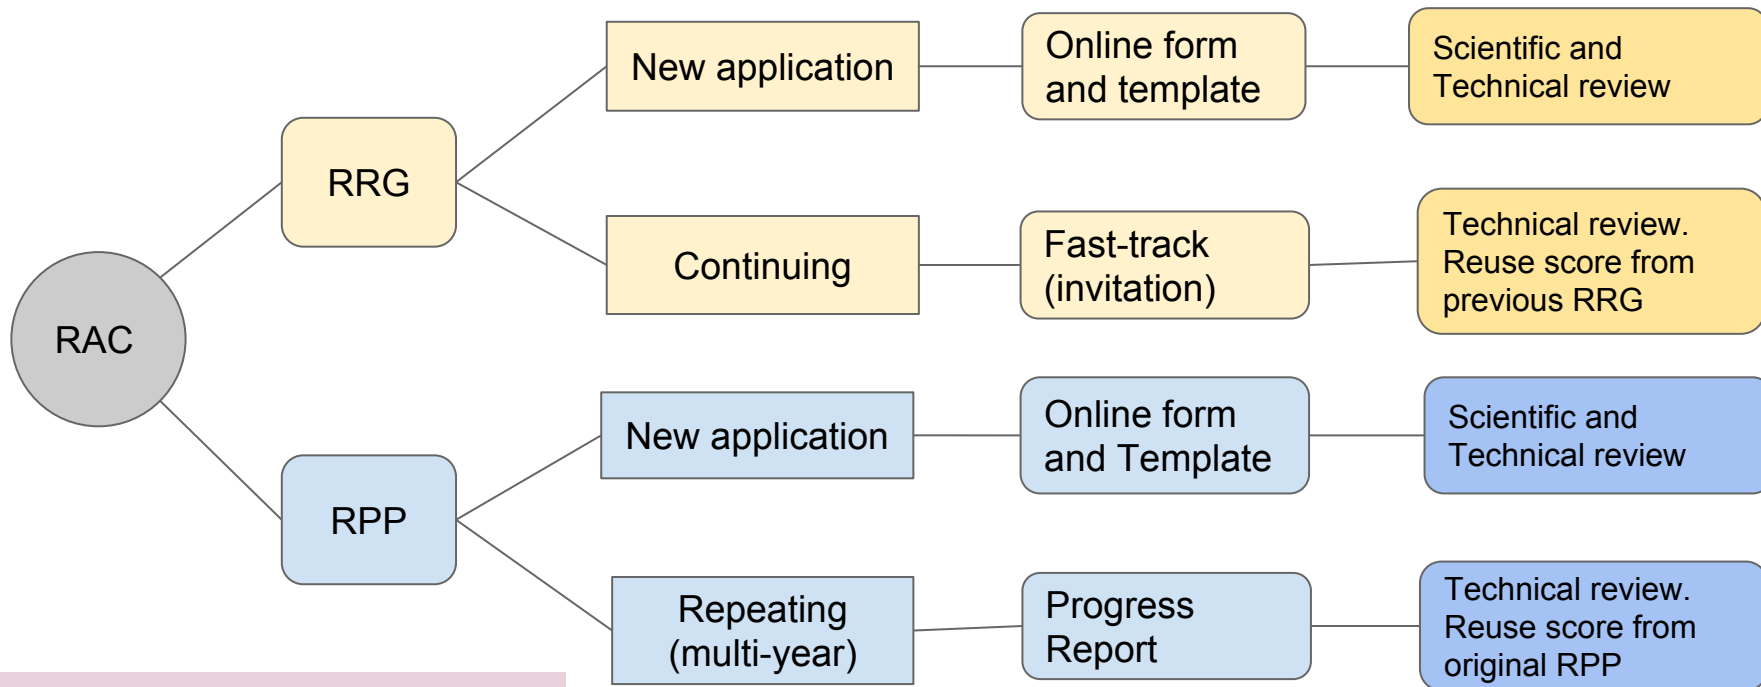 RAC
RRG
New application
Online form
and template
Scientific and
Technical review
Continuing
Fast-track
(invitation)
Technical review.
Reuse score from
previous RRG
RPP
New application
Online form
and Template
Scientific and
Technical review
Repeating
(multi-year)
Progress
Report
Technical review.
Reuse score from
original RPP